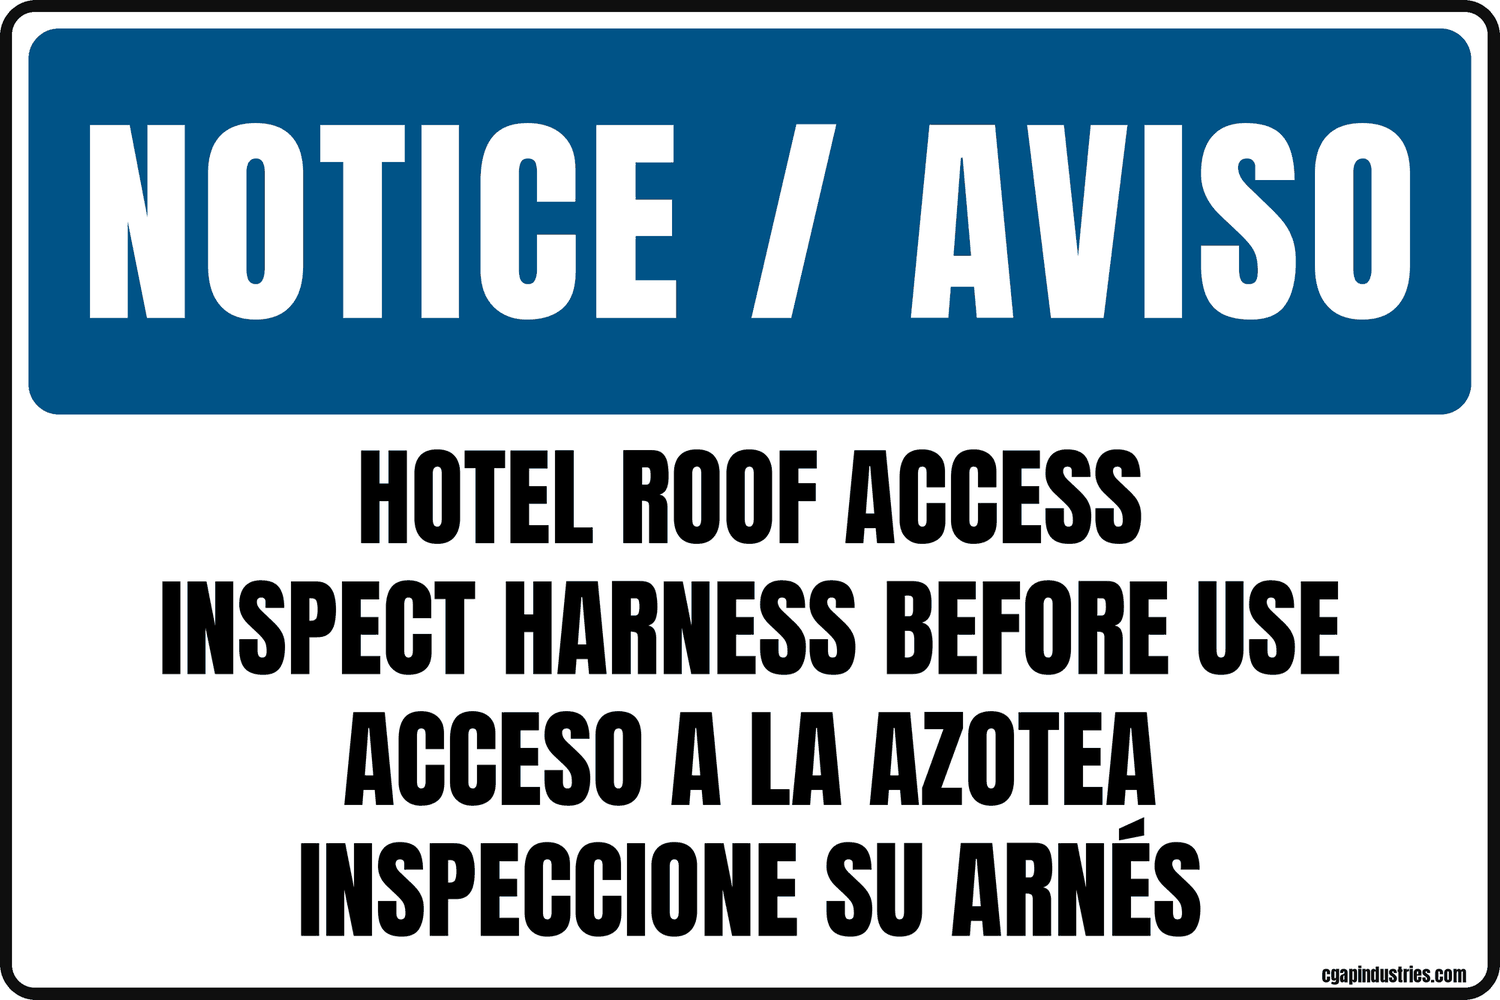 NOTICE / AVISO
HOTEL ROOF ACCESS
INSPECT HARNESS BEFORE USE
ACCESO A LA AZOTEA
INSPECCIONE SU ARNÉS
cgapindustries.com